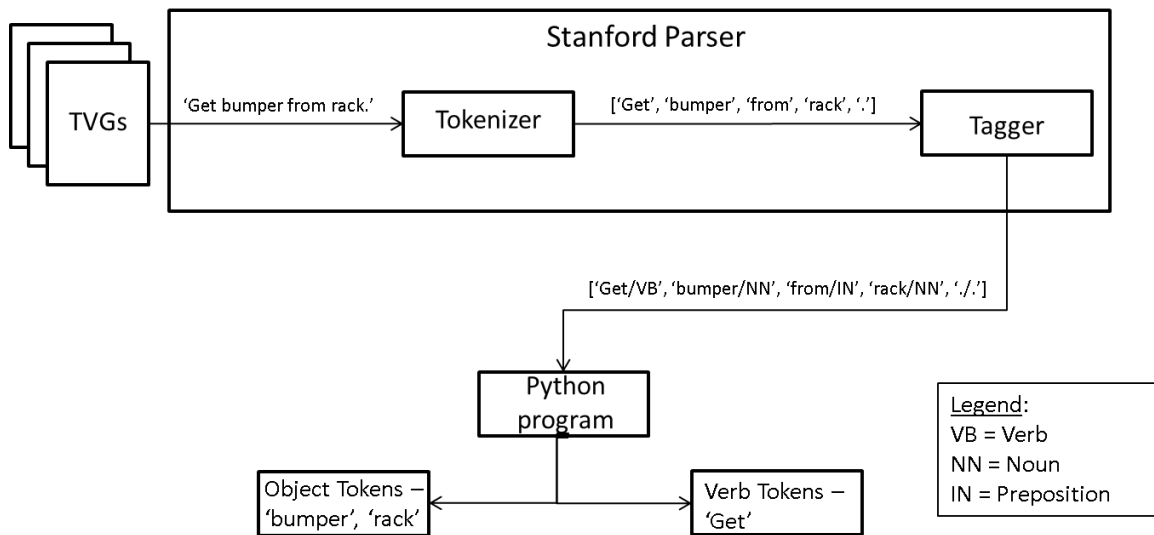 Stanford Parser
TVGs
‘Get bumper from rack.’
Tokenizer
[‘Get’, ‘bumper’, ‘from’, ‘rack’, ‘.’]
Tagger
[‘Get/VB’, ‘bumper/NN’, ‘from/IN’, ‘rack/NN’, ‘./.’]
Python
program
Object Tokens –
‘bumper’, ‘rack’
Verb Tokens –
‘Get’
Legend:
VB = Verb
NN = Noun
IN = Preposition